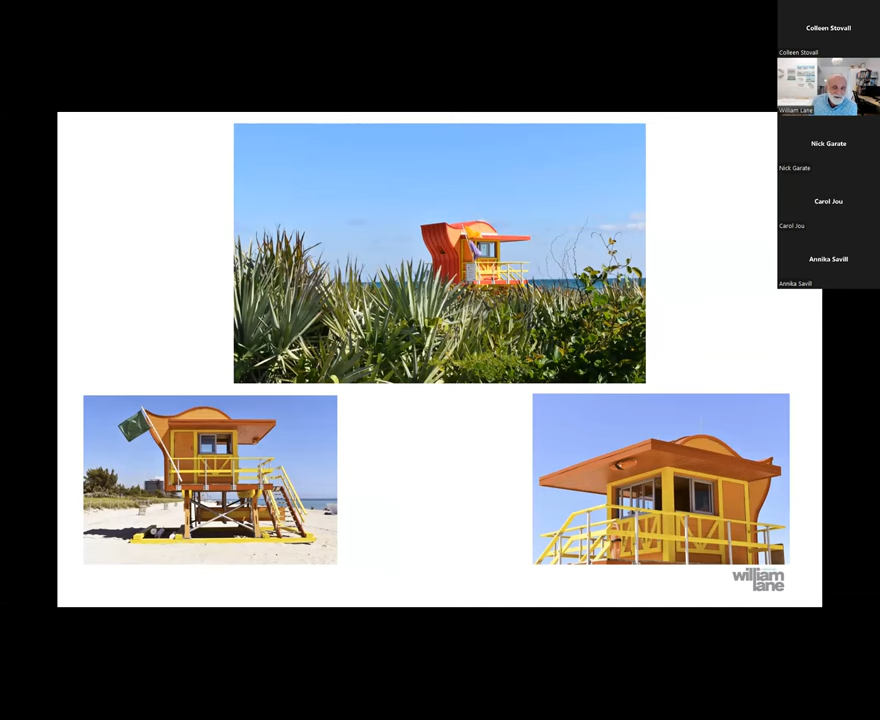 Colleen Stovall
Colleen Stovall
William Lane
Nick Garate
Nick Garate
Carol Jou
Carol Jou
Annika Savill
Annika Savill
william
lane